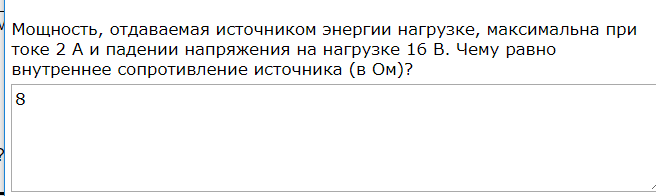 Мощность, отдаваемая источником энергии нагрузке, максимальна при
токе 2 А и падении напряжения на нагрузке 16 В. Чему равно
внутреннее сопротивление источника (в Ом)?
8
?